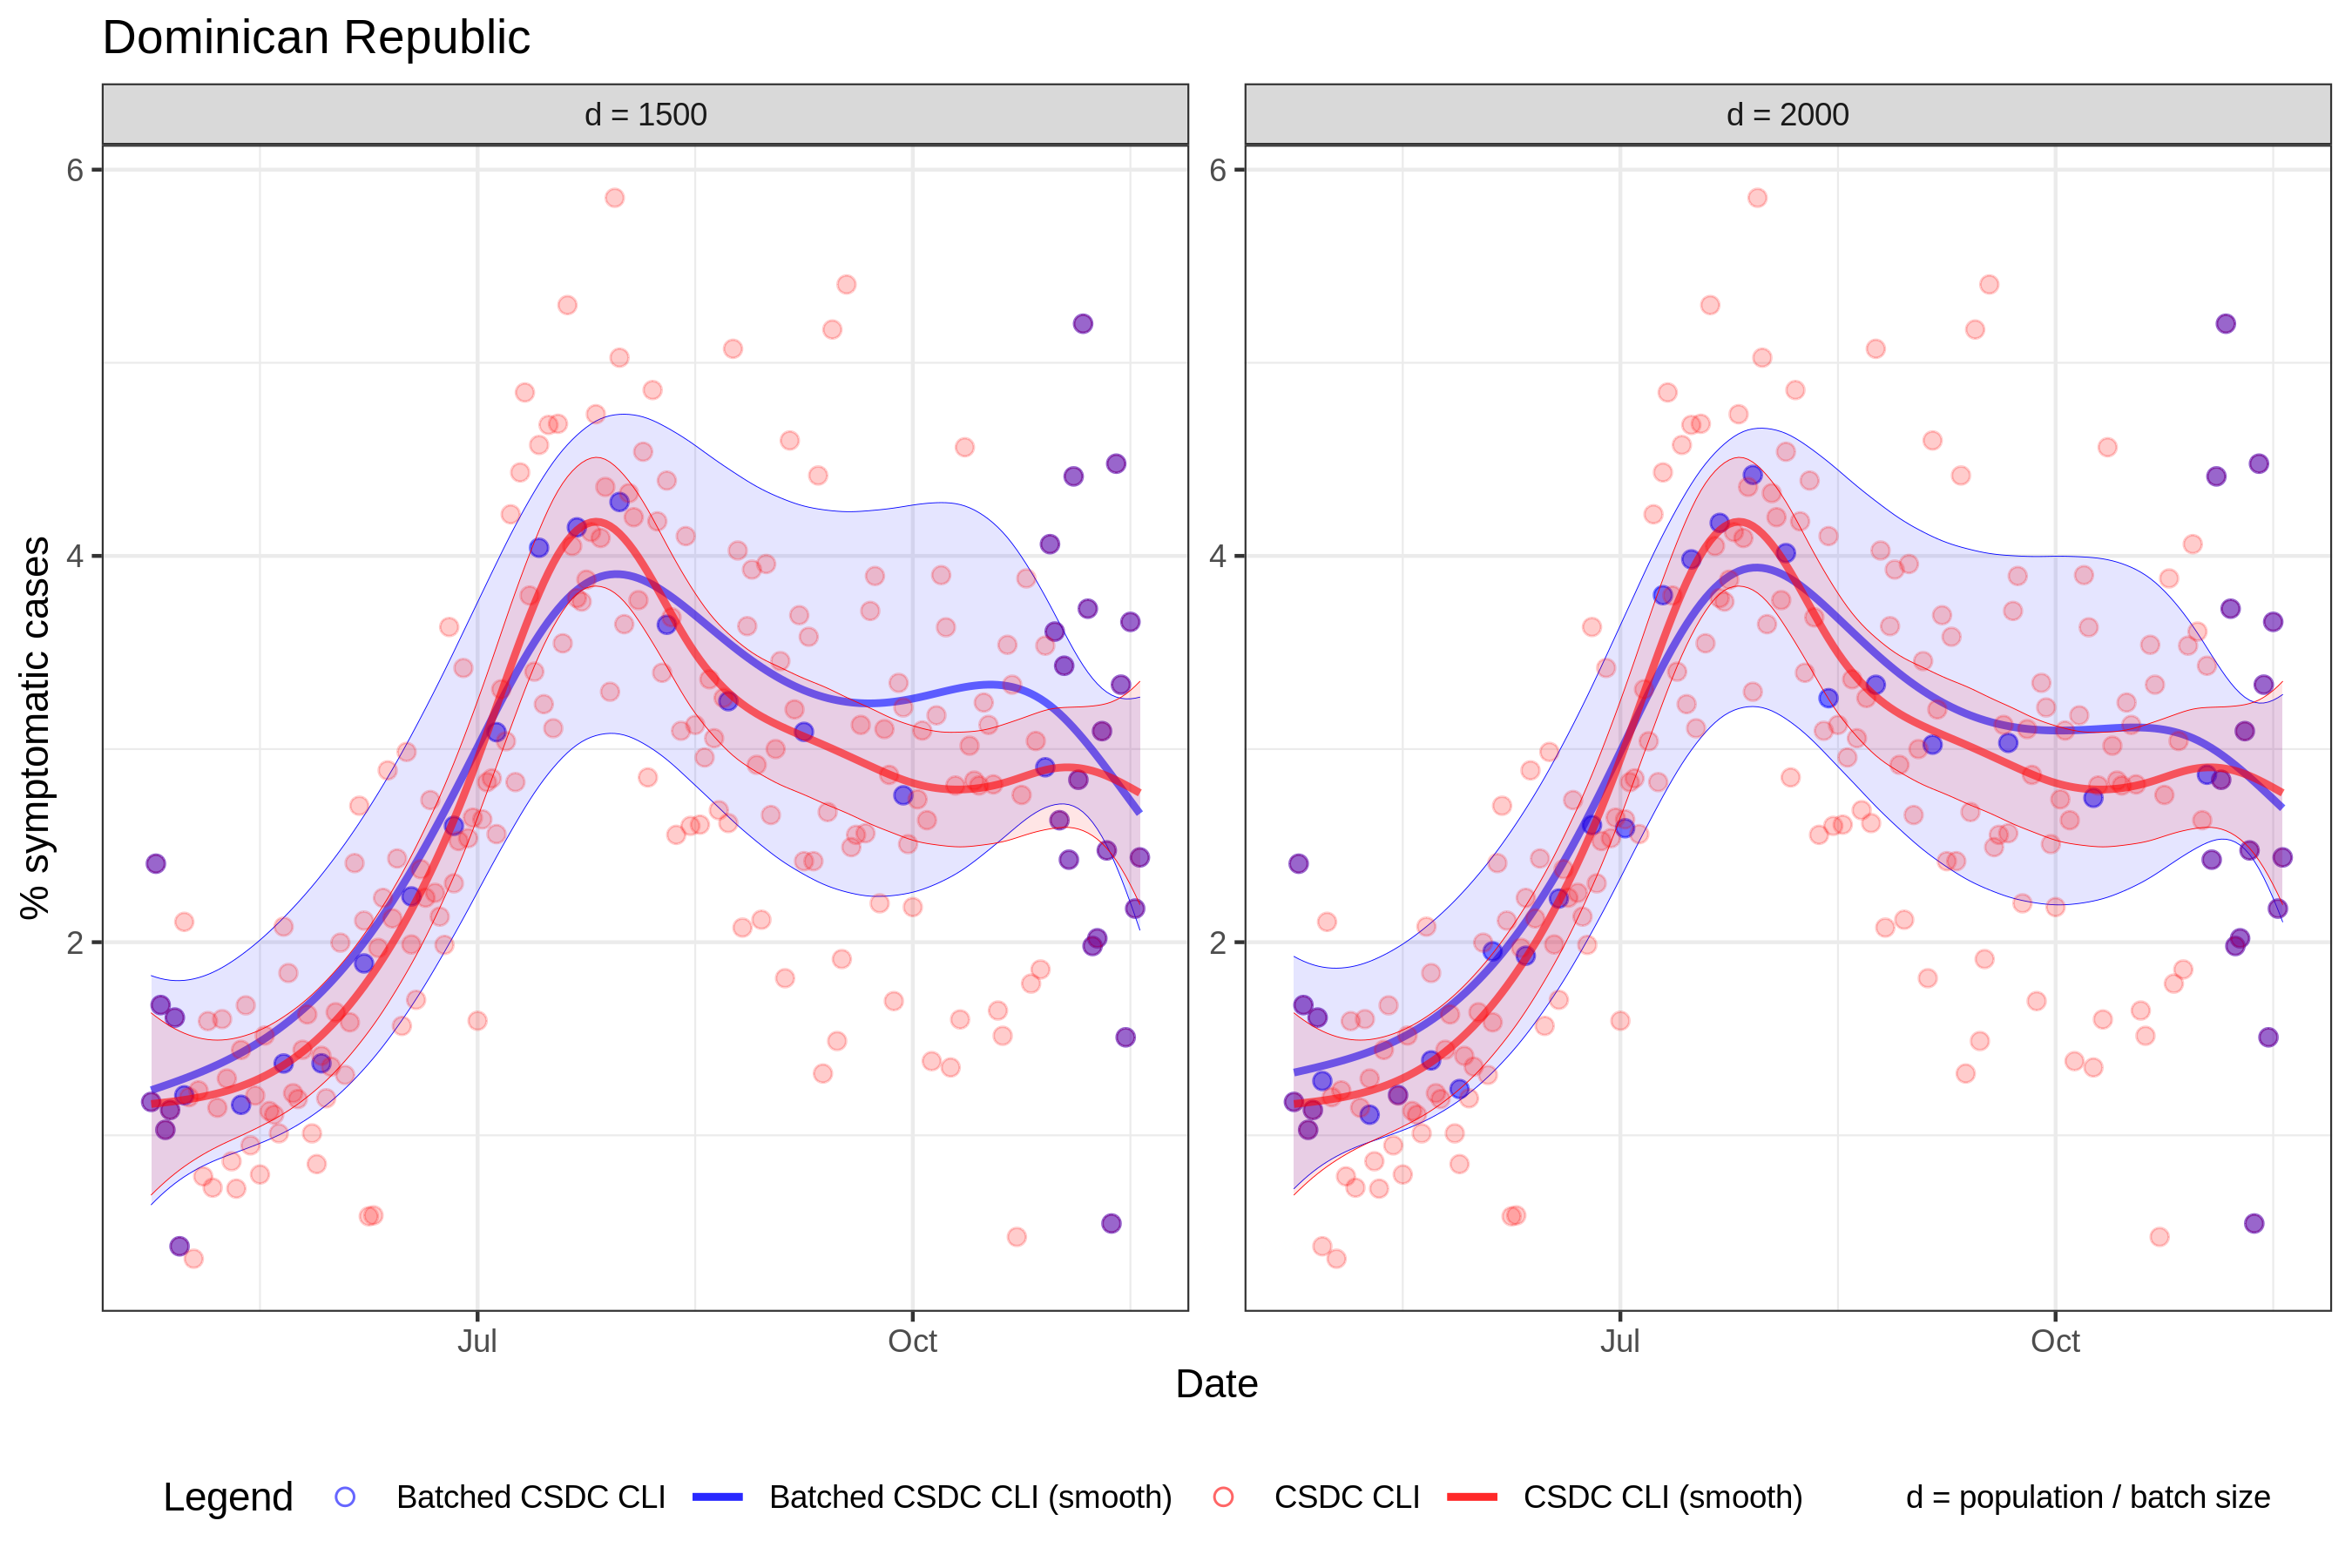 Dominican Republic
d = 1500
d = 2000
% symptomatic cases
6
4
2
6
4
2
Jul
Oct
Jul
Oct
Date
Legend
Batched CSDC CLI
Batched CSDC CLI (smooth)
CSDC CLI
CSDC CLI (smooth)
d = population / batch size